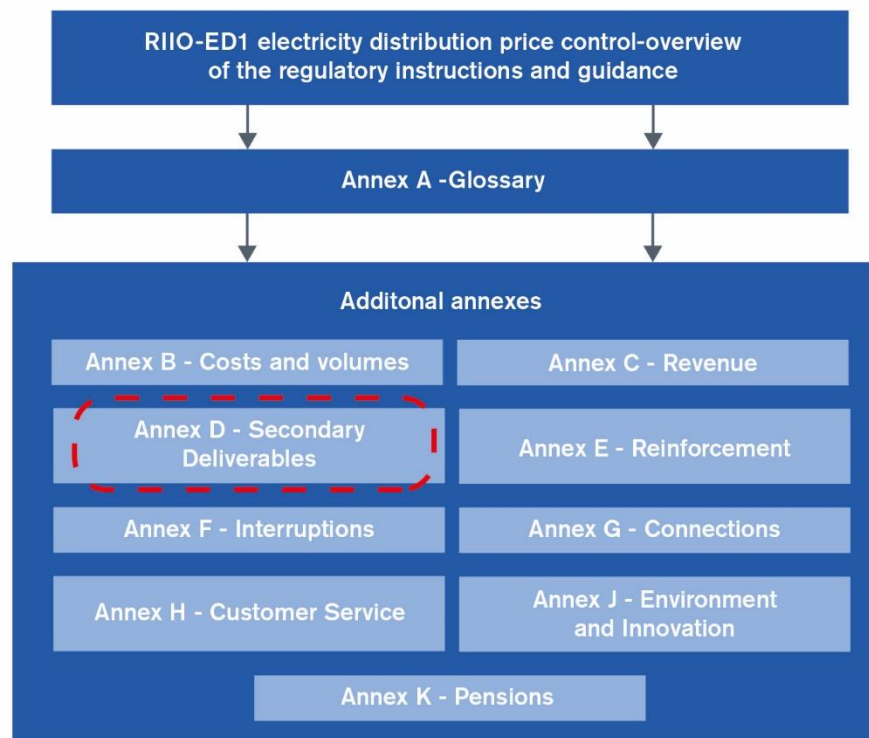 RIIO-ED1 electricity distribution price control-overview
of the regulatory instructions and guidance
Annex A -Glossary
Additonal annexes
Annex B - Costs and volumes
Annex C - Revenue
Annex D - Secondary
Deliverables
Annex E - Reinforcement
Annex F - Interruptions
Annex G - Connections
Annex H - Customer Service
Annex J - Environment
and Innovation
Annex K - Pensions